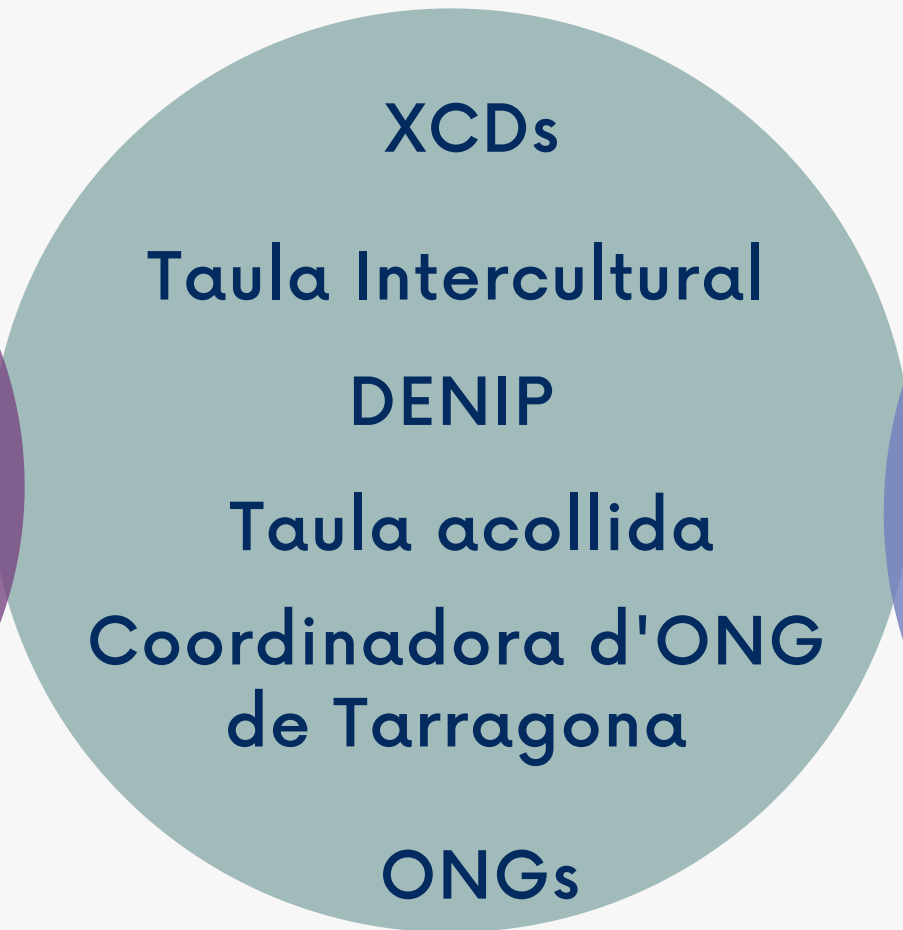 XCDs
Taula Intercultural
DENIP
Taula acollida
Coordinadora d'ONG
de Tarragona
ONGs